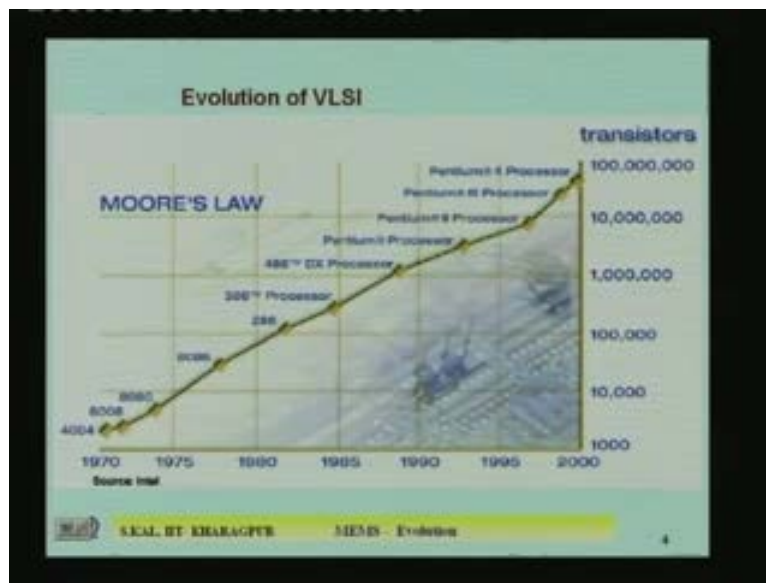 Evolution of VLSI
transistors
MOORE'S LAW
Pentium® 4 Processor
100,000,000
Pentium® III Processor
10,000,000
Pentium® II Processor
Pentium® Processor
486™ DX Processor
1,000,000
386™ Processor
286
100,000
8086
10,000
8080
8008
4004
1000
1970 1975 1980 1985 1990 1995 2000
Source: Intel
S.KAL, IIT- KHARAGPUR MEMS - Evolution
4